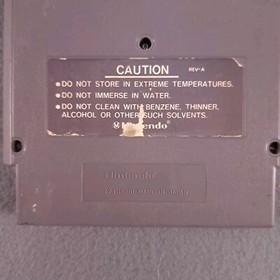 CAUTION REV-A
•DO NOT STORE IN EXTREME TEMPERATURES.
•DO NOT IMMERSE IN WATER.
•DO NOT CLEAN WITH BENZENE, THINNER,
ALCOHOL OR OTHER SUCH SOLVENTS.
Nintendo
Nintendo